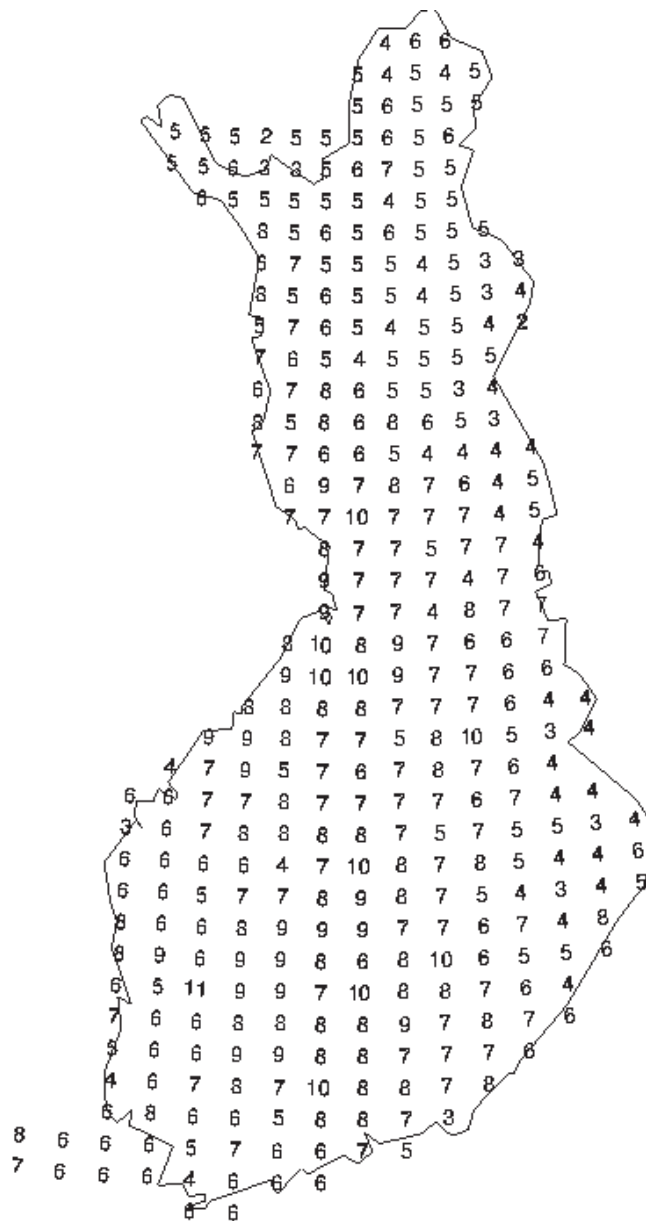 4 6 6
5 4 5 4 5
5 6 5 5 5
5 6 5 2 5 5 5 6 5 6
5 5 6 3 3 5 6 7 5 5
6 5 5 5 5 5 4 5 5
8 5 6 5 6 5 5 5
6 7 5 5 5 4 5 3 3
8 5 6 5 5 4 5 3 4
5 7 6 5 4 5 5 4 2
7 6 5 4 5 5 5 5
6 7 8 6 5 5 3 4
8 5 8 6 8 6 5 3
7 7 6 6 5 4 4 4 4
6 9 7 8 7 6 4 5
7 7 10 7 7 7 4 5
8 7 7 5 7 7 4
9 7 7 7 4 7 6
9 7 7 4 8 7 7
8 10 8 9 7 6 6 7
9 10 10 9 7 7 6 6
8 8 8 8 7 7 7 6 4 4
9 9 8 7 7 5 8 10 5 3 4
4 7 9 5 7 6 7 8 7 6 4
6 6 7 7 8 7 7 7 7 6 7 4 4
3 6 7 8 8 8 8 7 5 7 5 5 3 4
6 6 6 6 4 7 10 8 7 8 5 4 4 6
6 6 5 7 7 8 9 8 7 5 4 3 4 5
8 6 6 8 9 9 9 7 7 6 7 4 8
8 9 6 9 9 8 6 8 10 6 5 5 6
6 5 11 9 9 7 10 8 8 7 6 4
7 6 6 8 8 8 8 9 7 8 7 6
5 6 6 9 9 8 8 7 7 7 6
4 6 7 8 7 10 8 8 7 8
6 8 6 6 5 8 8 7 3
8 6 6 6 5 7 6 6 7 5
7 6 6 6 4 6 6 6
6 6